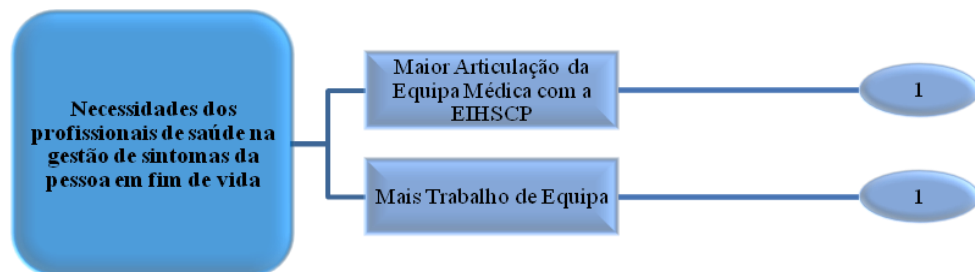 Necessidades dos
profissionais de saúde na
gestão de sintomas da
pessoa em fim de vida
Maior Articulação da
Equipa Médica com a
EIHSCP
1
Mais Trabalho de Equipa
1